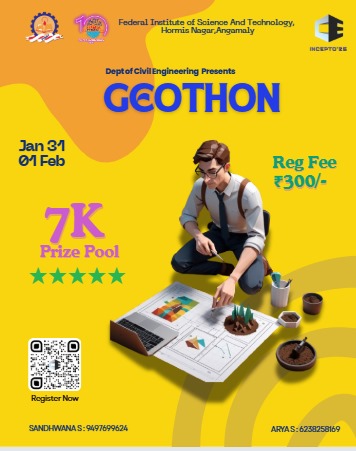 Federal Institute of Science And Technology,
Hormis Nagar,Angamaly
INCEPTO'25
Dept of Civil Engineering Presents
GEOTHON
Jan 31
01 Feb
Reg Fee
₹300/-
7K
Prize Pool
Register Now
SANDHWANA S : 9497699624
ARYA S : 6238258169